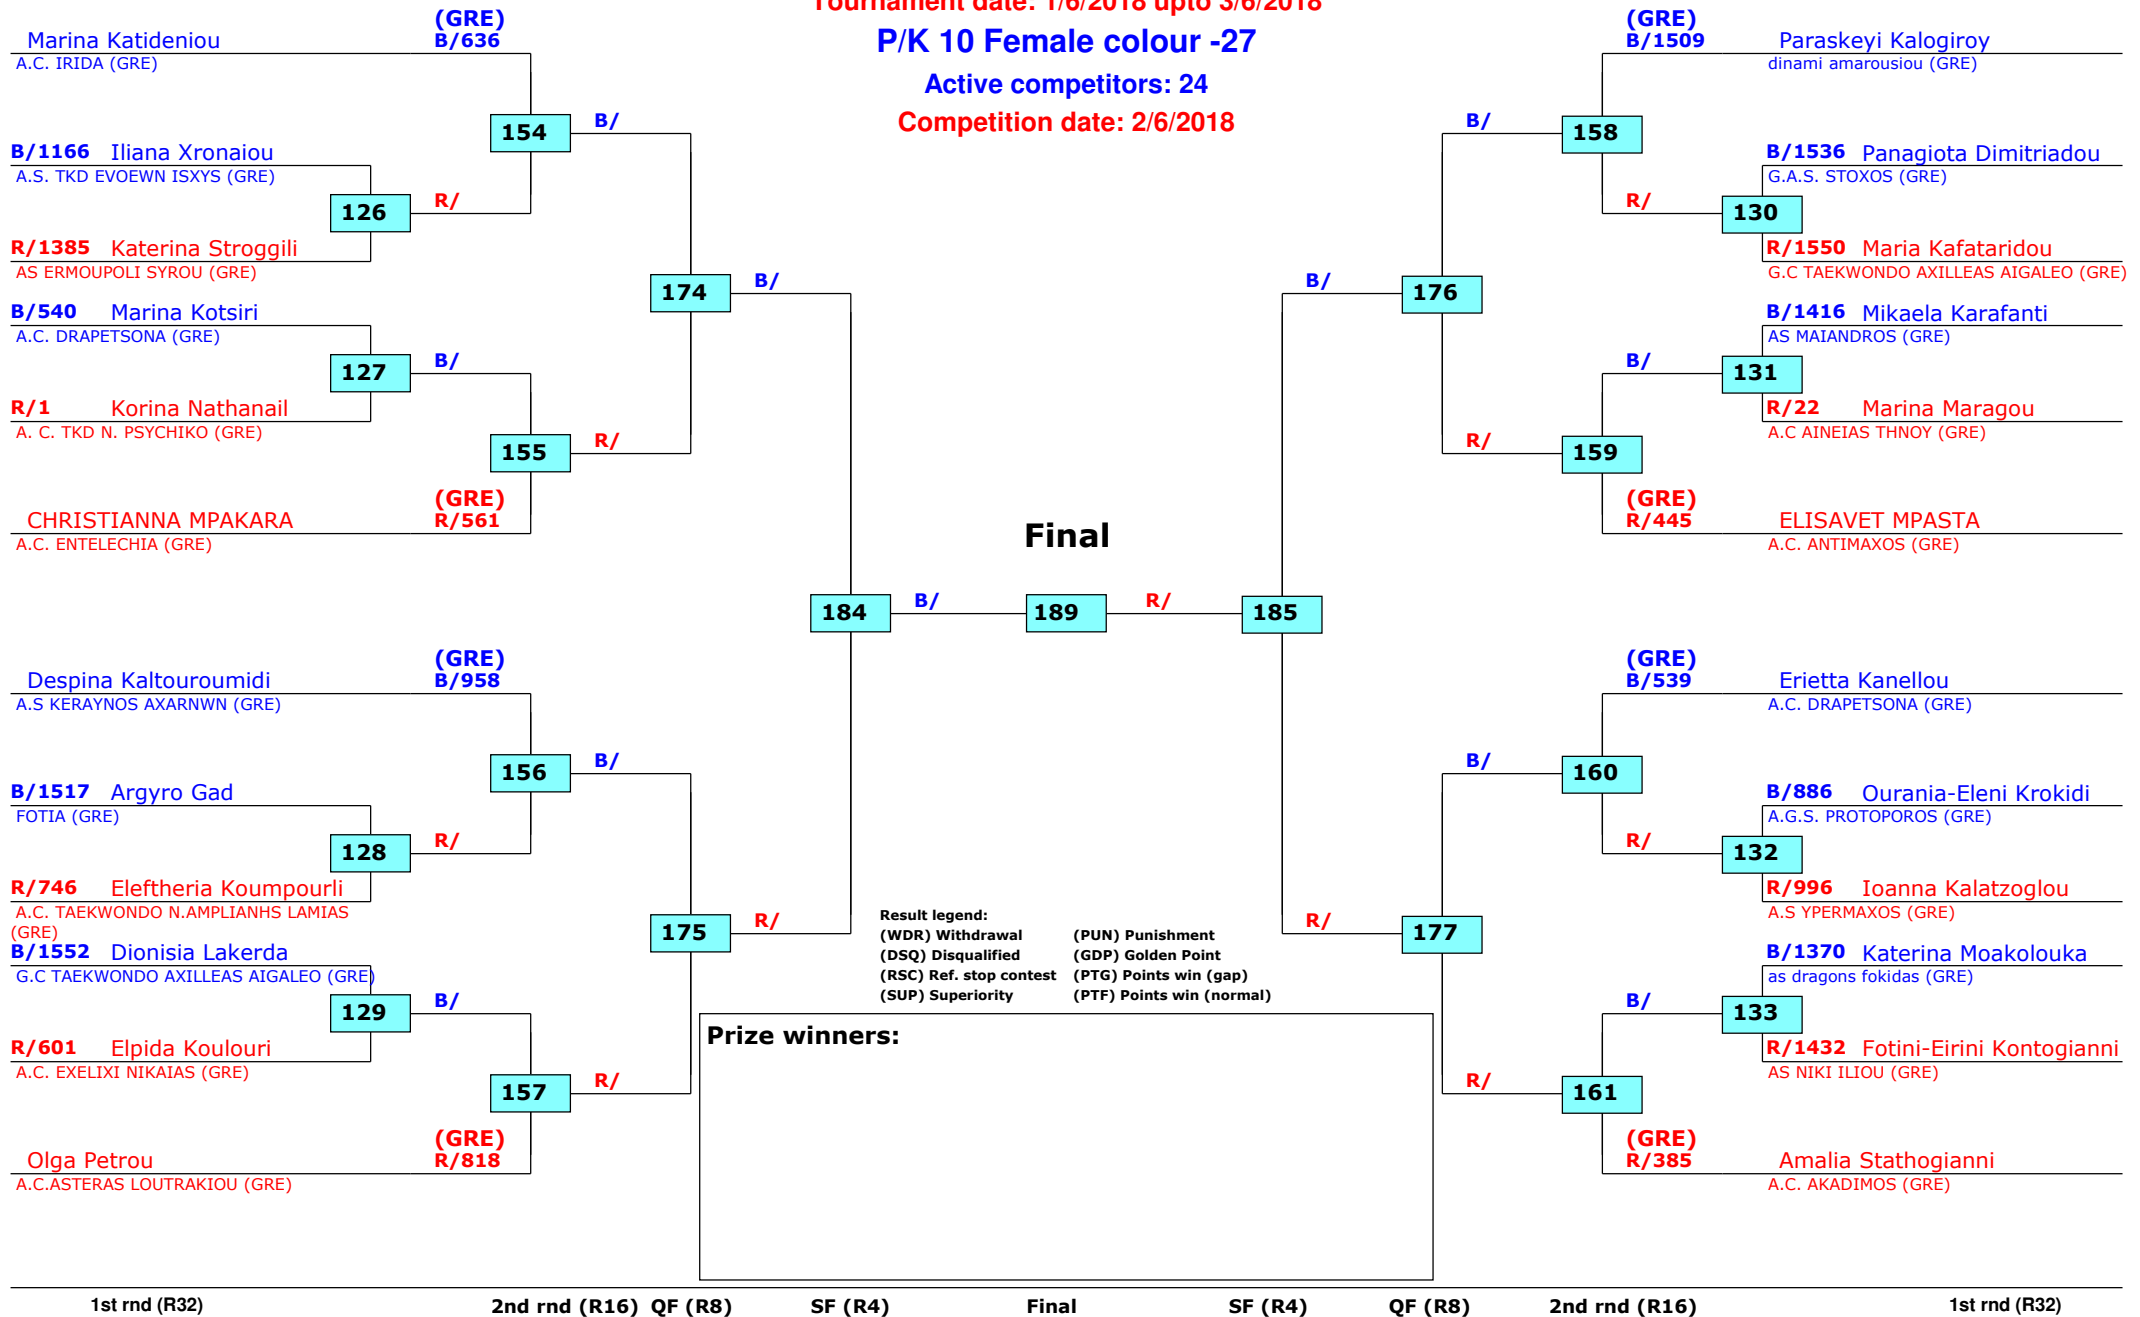 Tournament date: 1/6/2018 upto 3/6/2018
P/K 10 Female colour -27
Active competitors: 24
Competition date: 2/6/2018
(GRE)
Marina Katideniou B/636
A.C. IRIDA (GRE)
154
B/
B/1166 Iliana Xronaiou
A.S. TKD EVOEWN ISXYS (GRE)
126
R/
R/1385 Katerina Stroggili
AS ERMOUPOLI SYROU (GRE)
174
B/
B/540 Marina Kotsiri
A.C. DRAPETSONA (GRE)
127
B/
R/1 Korina Nathanail
A. C. TKD N. PSYCHIKO (GRE)
155
R/
(GRE)
CHRISTIANNA MPAKARA R/561
A.C. ENTELECHIA (GRE)
184
B/
(GRE)
Despina Kaltouroumidi B/958
A.S KERAYNOS AXARNWN (GRE)
156
B/
B/1517 Argyro Gad
FOTIA (GRE)
128
R/
R/746 Eleftheria Koumpourli
A.C. TAEKWONDO N.AMPLIANHS LAMIAS
(GRE)
175
R/
B/1552 Dionisia Lakerda
G.C TAEKWONDO AXILLEAS AIGALEO (GRE)
129
B/
R/601 Elpida Koulouri
A.C. EXELIXI NIKAIAS (GRE)
157
R/
(GRE)
Olga Petrou R/818
A.C.ASTERAS LOUTRAKIOU (GRE)
Final
189
R/
185
(GRE)
B/1509 Paraskeyi Kalogiroy
dinami amarousiou (GRE)
B/
158
B/1536 Panagiota Dimitriadou
G.A.S. STOXOS (GRE)
R/
130
R/1550 Maria Kafataridou
G.C TAEKWONDO AXILLEAS AIGALEO (GRE)
B/
176
B/1416 Mikaela Karafanti
AS MAIANDROS (GRE)
B/
131
R/22 Marina Maragou
A.C AINEIAS THNOY (GRE)
R/
159
(GRE)
R/445 ELISAVET MPASTA
A.C. ANTIMAXOS (GRE)
(GRE)
B/539 Erietta Kanellou
A.C. DRAPETSONA (GRE)
B/
160
B/886 Ourania-Eleni Krokidi
A.G.S. PROTOPOROS (GRE)
R/
132
R/996 Ioanna Kalatzoglou
A.S YPERMAXOS (GRE)
R/
177
B/1370 Katerina Moakolouka
as dragons fokidas (GRE)
B/
133
R/1432 Fotini-Eirini Kontogianni
AS NIKI ILIOU (GRE)
R/
161
(GRE)
R/385 Amalia Stathogianni
A.C. AKADIMOS (GRE)
Result legend:
(WDR) Withdrawal (PUN) Punishment
(DSQ) Disqualified (GDP) Golden Point
(RSC) Ref. stop contest (PTG) Points win (gap)
(SUP) Superiority (PTF) Points win (normal)
Prize winners:
1st rnd (R32) 2nd rnd (R16) QF (R8) SF (R4) Final SF (R4) QF (R8) 2nd rnd (R16) 1st rnd (R32)